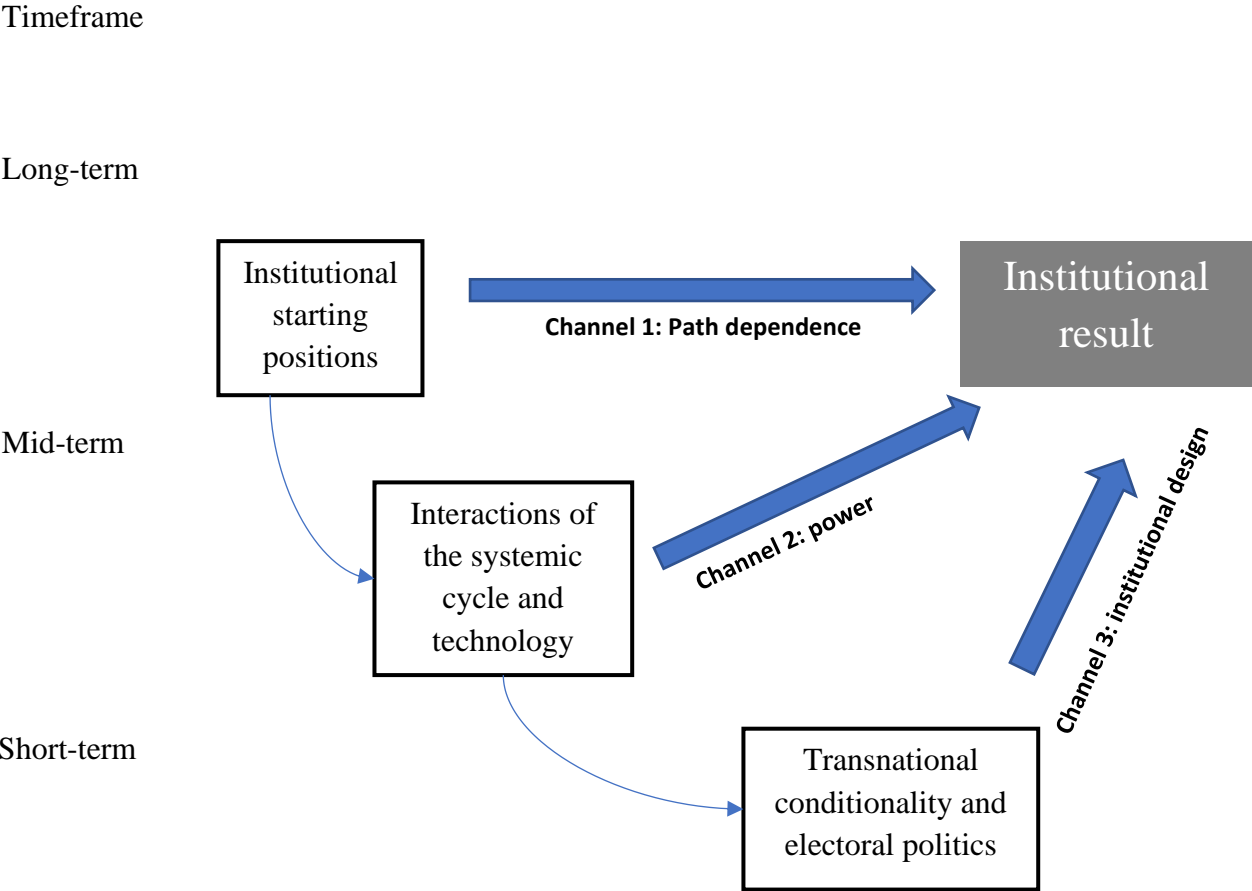 Timeframe
Long-term
Institutional
starting
positions
Channel 1: Path dependence
Institutional
result
Mid-term
Interactions of
the systemic
cycle and
technology
Channel 2: power
Channel 3: institutional design
Short-term
Transnational
conditionality and
electoral politics